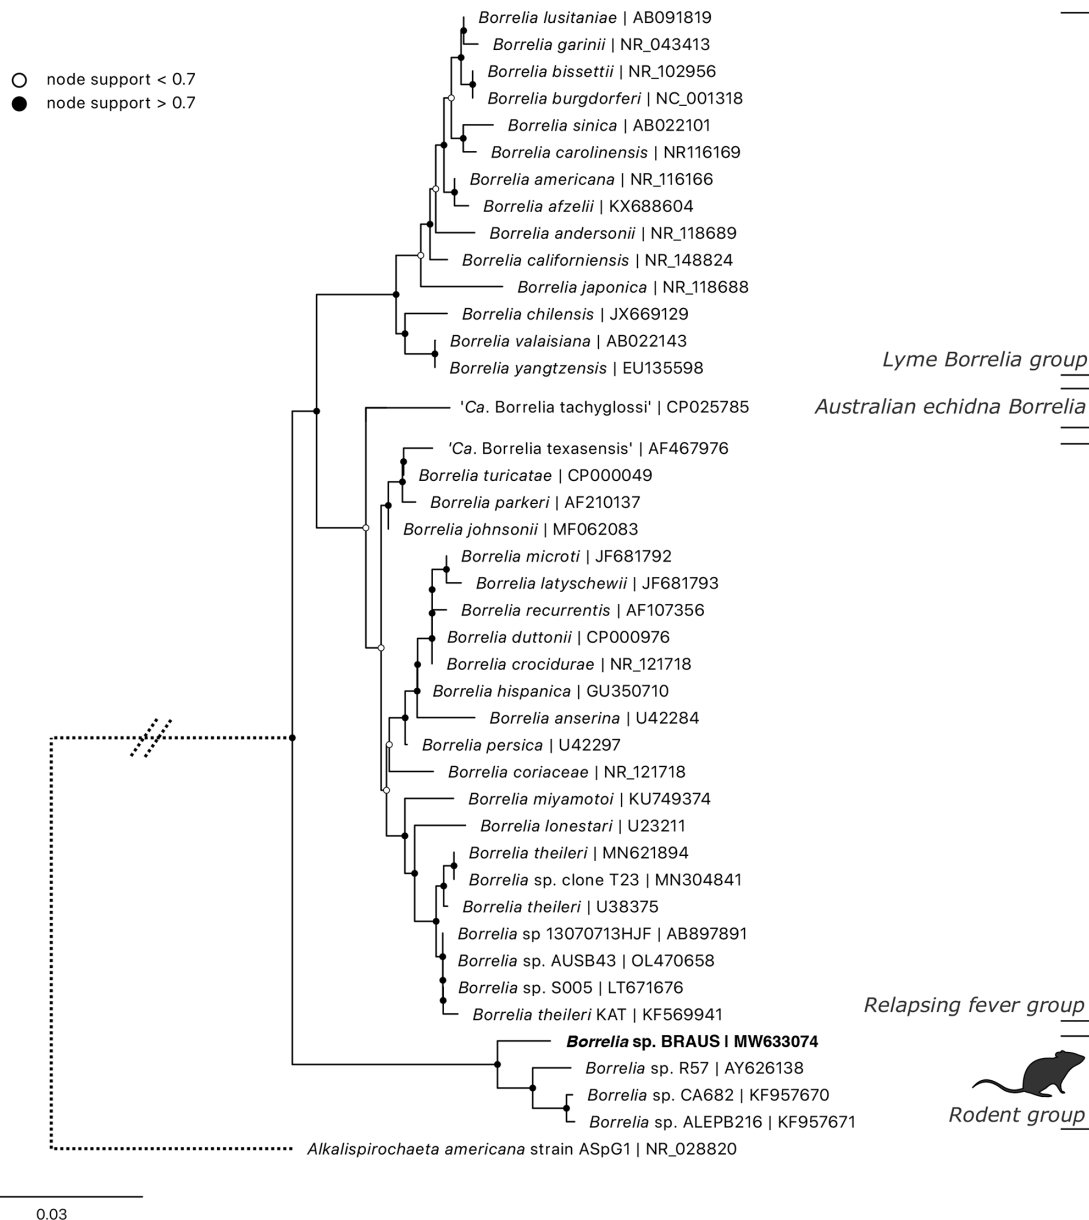 Borrelia lusitaniae | AB091819
Borrelia garinii | NR_043413
node support < 0.7
Borrelia bissettii | NR_102956
node support > 0.7
Borrelia burgdorferi | NC_001318
Borrelia sinica | AB022101
Borrelia carolinensis | NR116169
Borrelia americana | NR_116166
Borrelia afzelii | KX688604
Borrelia andersonii | NR_118689
Borrelia californiensis | NR_148824
Borrelia japonica | NR_118688
Borrelia chilensis | JX669129
Borrelia valaisiana | AB022143
Borrelia yangtzensis | EU135598
Lyme Borrelia group
'Ca. Borrelia tachyglossi' | CP025785
Australian echidna Borrelia
'Ca. Borrelia texasensis' | AF467976
Borrelia turicatae | CP000049
Borrelia parkeri | AF210137
Borrelia johnsonii | MF062083
Borrelia microti | JF681792
Borrelia latyschewii | JF681793
Borrelia recurrentis | AF107356
Borrelia duttonii | CP000976
Borrelia crocidurae | NR_121718
Borrelia hispanica | GU350710
Borrelia anserina | U42284
Borrelia persica | U42297
Borrelia coriaceae | NR_121718
Borrelia miyamotoi | KU749374
Borrelia lonestari | U23211
Borrelia theileri | MN621894
Borrelia sp. clone T23 | MN304841
Borrelia theileri | U38375
Borrelia sp 13070713HJF | AB897891
Borrelia sp. AUSB43 | OL470658
Borrelia sp. S005 | LT671676
Borrelia theileri KAT | KF569941
Relapsing fever group
Borrelia sp. BRAUS | MW633074
Borrelia sp. R57 | AY626138
Borrelia sp. CA682 | KF957670
Borrelia sp. ALEPB216 | KF957671
Rodent group
Alkalispirochaeta americana strain ASpG1 | NR_028820
0.03